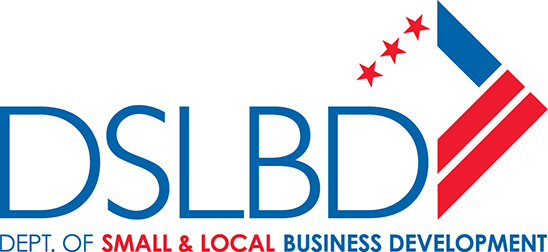 DSLBD
DEPT. OF SMALL & LOCAL BUSINESS DEVELOPMENT